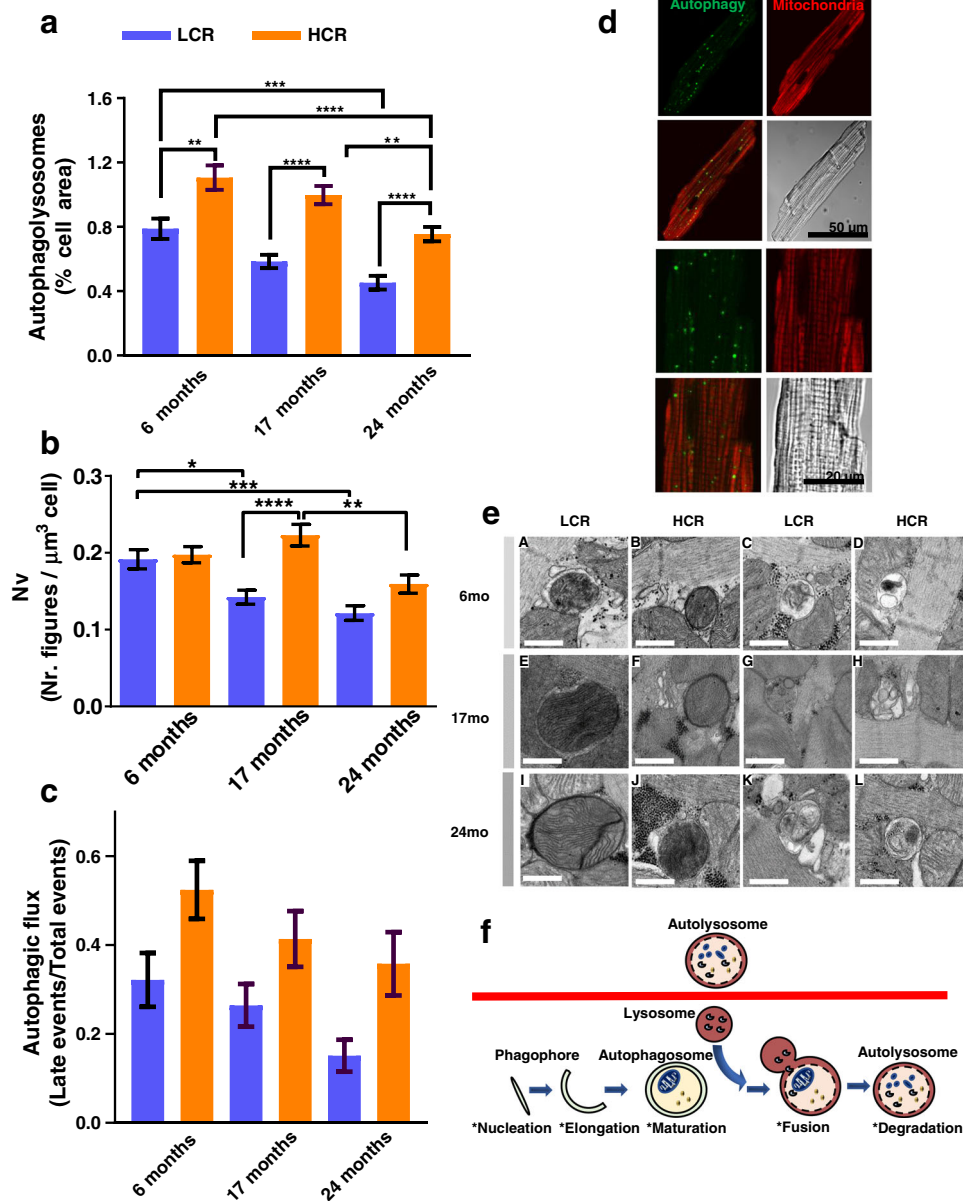 a
LCR HCR
Autophagolysosomes
(% cell area)
1.6
1.2
0.8
0.4
0.0
***
****
**
****
**
****
6 months
17 months
24 months
b
Nv
(Nr. figures / μm³ cell)
0.3
0.2
0.1
0.0
*
***
****
**
6 months
17 months
24 months
c
Autophagic flux
(Late events/Total events)
0.6
0.4
0.2
0.0
6 months
17 months
24 months
d
Autophagy Mitochondria
50 μm
20 μm
e
LCR HCR LCR HCR
6mo
A B C D
17mo
E F G H
24mo
I J K L
f
Autolysosome
Lysosome
Phagophore Autophagosome Autolysosome
*Nucleation *Elongation *Maturation *Fusion *Degradation